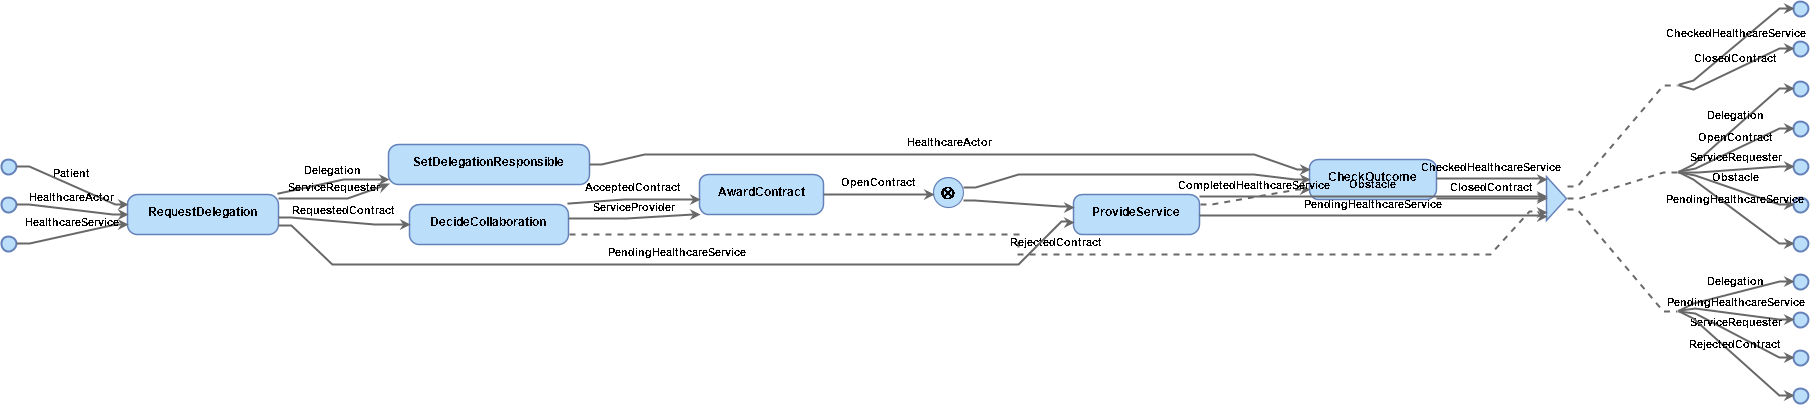 Patient
HealthcareActor
HealthcareService
RequestDelegation
Delegation
ServiceRequester
RequestedContract
PendingHealthcareService
SetDelegationResponsible
DecideCollaboration
AcceptedContract
ServiceProvider
AwardContract
OpenContract
HealthcareActor
RejectedContract
ProvideService
CompletedHealthcareService
Obstacle
PendingHealthcareService
CheckOutcome
CheckedHealthcareService
ClosedContract
CheckedHealthcareService
ClosedContract
Delegation
OpenContract
ServiceRequester
Obstacle
PendingHealthcareService
Delegation
PendingHealthcareService
ServiceRequester
RejectedContract